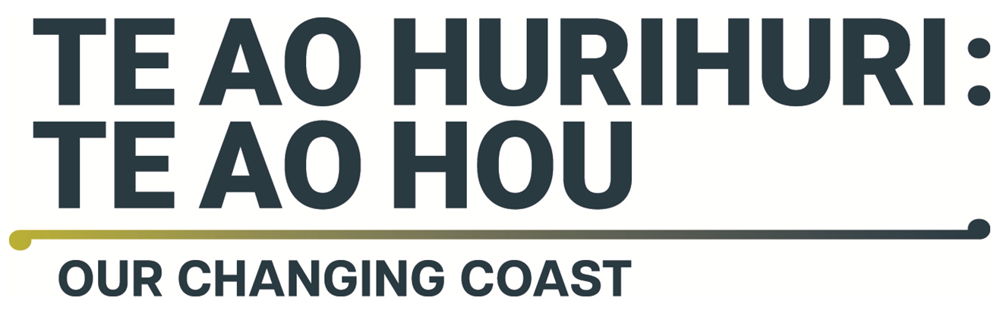 TE AO HURIHURI:
TE AO HOU
OUR CHANGING COAST